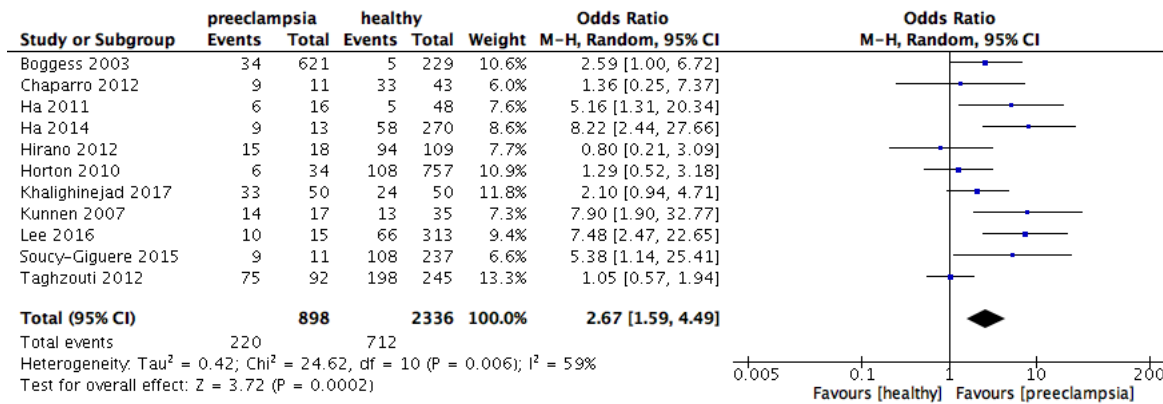 preeclampsia healthy Odds Ratio Odds Ratio
Study or Subgroup Events Total Events Total Weight M-H, Random, 95% CI M-H, Random, 95% CI
Boggess 2003 34 621 5 229 10.6% 2.59 [1.00, 6.72]
Chaparro 2012 9 11 33 43 6.0% 1.36 [0.25, 7.37]
Ha 2011 6 16 5 48 7.6% 5.16 [1.31, 20.34]
Ha 2014 9 13 58 270 8.6% 8.22 [2.44, 27.66]
Hirano 2012 15 18 94 109 7.7% 0.80 [0.21, 3.09]
Horton 2010 6 34 108 757 10.9% 1.29 [0.52, 3.18]
Khalighinejad 2017 33 50 24 50 11.8% 2.10 [0.94, 4.71]
Kunnen 2007 14 17 13 35 7.3% 7.90 [1.90, 32.77]
Lee 2016 10 15 66 313 9.4% 7.48 [2.47, 22.65]
Soucy-Giguere 2015 9 11 108 237 6.6% 5.38 [1.14, 25.41]
Taghzouti 2012 75 92 198 245 13.3% 1.05 [0.57, 1.94]
Total (95% CI) 898 2336 100.0% 2.67 [1.59, 4.49]
Total events 220 712
Heterogeneity: Tau² = 0.42; Chi² = 24.62, df = 10 (P = 0.006); I² = 59%
Test for overall effect: Z = 3.72 (P = 0.0002)
0.005 0.1 1 10 200
Favours [healthy] Favours [preeclampsia]